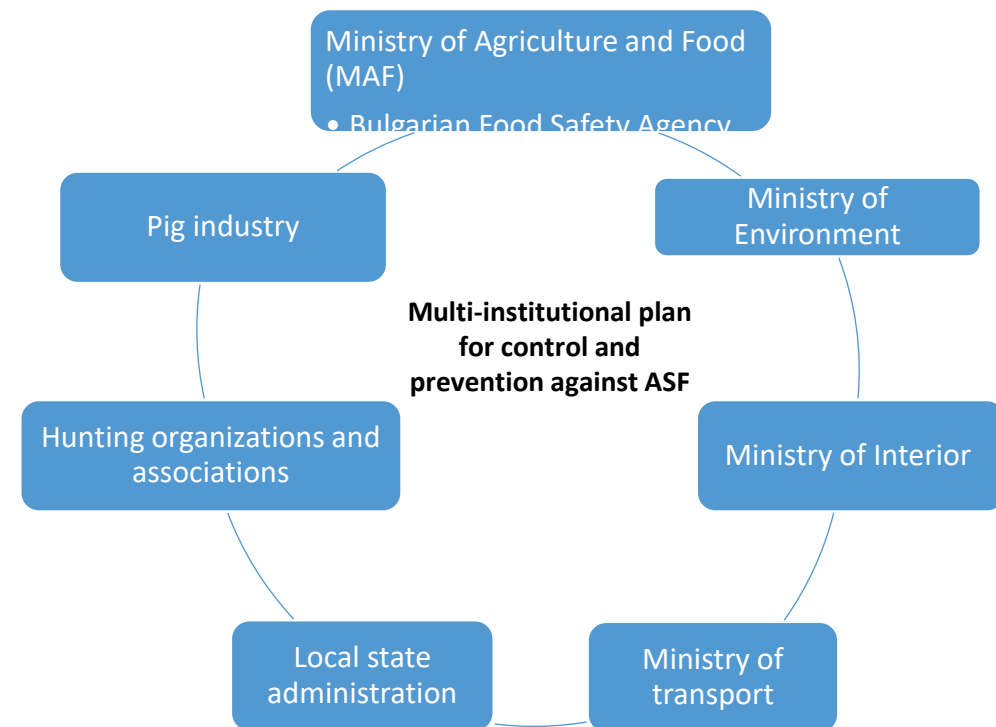 Ministry of Agriculture and Food
(MAF)
• Bulgarian Food Safety Agency
Ministry of
Environment
Ministry of Interior
Ministry of
transport
Local state
administration
Hunting organizations and
associations
Pig industry
Multi-institutional plan
for control and
prevention against ASF